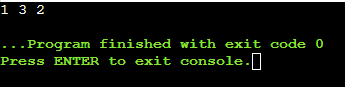 1 3 2
...Program finished with exit code 0
Press ENTER to exit console.